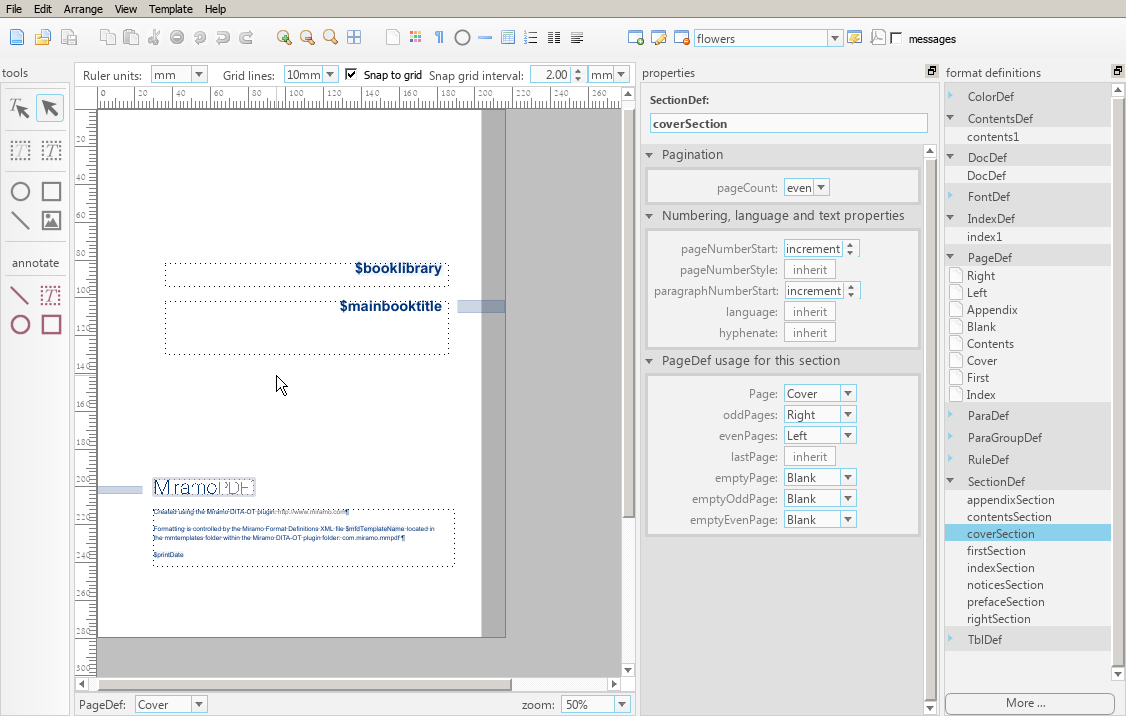 File Edit Arrange View Template Help
flowers messages
tools
Ruler units: mm Grid lines: 10mm Snap to grid Snap grid interval: 2.00 mm
properties
format definitions
0 20 40 60 80 100 120 140 160 180 200 220 240 260
20
40
60
80
100
120
140
160
180
200
220
240
260
280
300
annotate
$booklibrary
$mainbooktitle
MiramoPDF
Created using the Miramo DITA-OT plugin: http://www.miramo.com¶
Formatting is controlled by the Miramo Format Definitions XML file $mfdTemplateName located in
the mmtemplates folder within the Miramo DITA-OT plugin folder: com.miramo.mmpdf ¶
$printDate
PageDef: Cover zoom: 50%
SectionDef:
coverSection
Pagination
pageCount: even
Numbering, language and text properties
pageNumberStart: increment
pageNumberStyle: inherit
paragraphNumberStart: increment
language: inherit
hyphenate: inherit
PageDef usage for this section
Page: Cover
oddPages: Right
evenPages: Left
lastPage: inherit
emptyPage: Blank
emptyOddPage: Blank
emptyEvenPage: Blank
ColorDef
ContentsDef
contents1
DocDef
DocDef
FontDef
IndexDef
index1
PageDef
Right
Left
Appendix
Blank
Contents
Cover
First
Index
ParaDef
ParaGroupDef
RuleDef
SectionDef
appendixSection
contentsSection
coverSection
firstSection
indexSection
noticesSection
prefaceSection
rightSection
TblDef
More ...